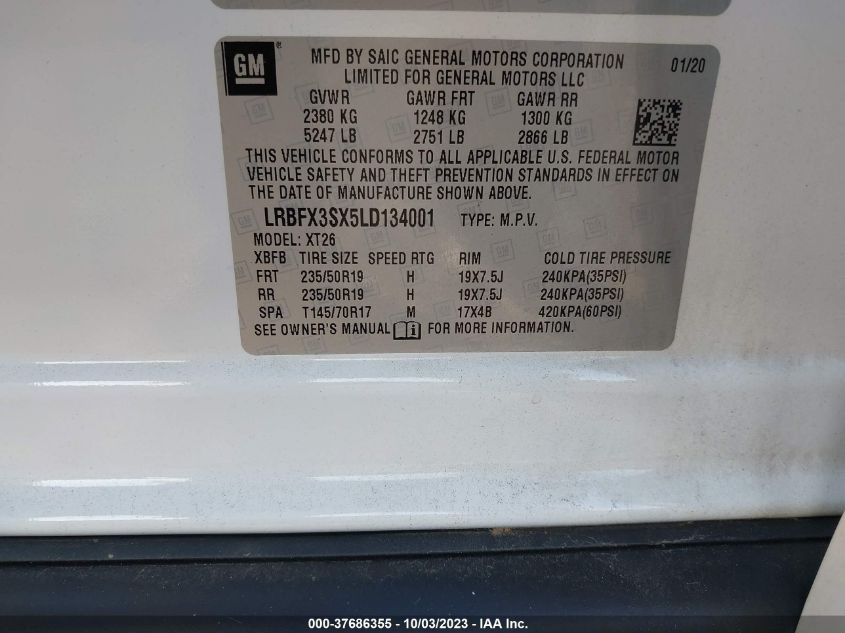 GM
MFD BY SAIC GENERAL MOTORS CORPORATION 01/20
LIMITED FOR GENERAL MOTORS LLC
GVWR GAWR FRT GAWR RR
2380 KG 1248 KG 1300 KG
5247 LB 2751 LB 2866 LB
THIS VEHICLE CONFORMS TO ALL APPLICABLE U.S. FEDERAL MOTOR
VEHICLE SAFETY AND THEFT PREVENTION STANDARDS IN EFFECT ON
THE DATE OF MANUFACTURE SHOWN ABOVE.
LRBFX3SX5LD134001 TYPE: M.P.V.
MODEL: XT26
XBFB TIRE SIZE SPEED RTG RIM COLD TIRE PRESSURE
FRT 235/50R19 H 19X7.5J 240KPA(35PSI)
RR 235/50R19 H 19X7.5J 240KPA(35PSI)
SPA T145/70R17 M 17X4B 420KPA(60PSI)
SEE OWNER'S MANUAL FOR MORE INFORMATION.
000-37686355 - 10/03/2023 - IAA Inc.